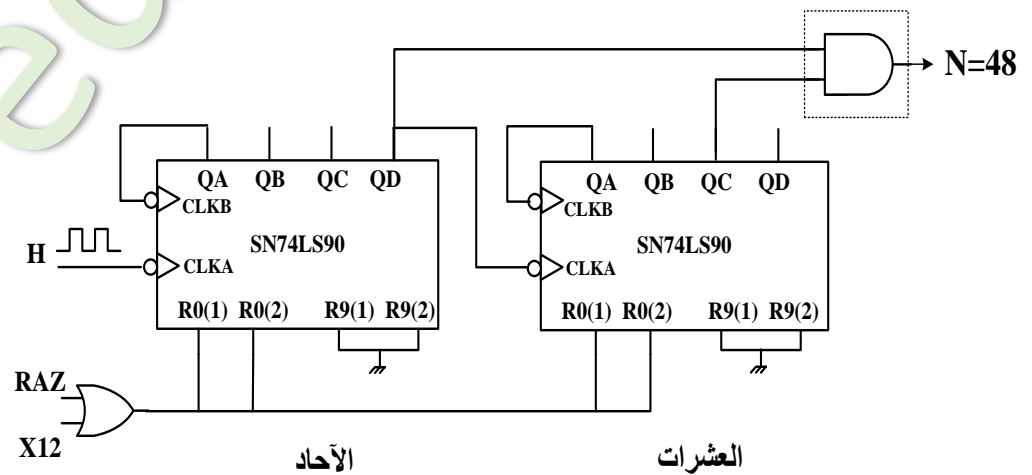 N=48
QA QB QC QD
CLKB
SN74LS90
H
CLKA
R0(1) R0(2) R9(1) R9(2)
QA QB QC QD
CLKB
SN74LS90
CLKA
R0(1) R0(2) R9(1) R9(2)
RAZ
X12
الآحاد
العشرات